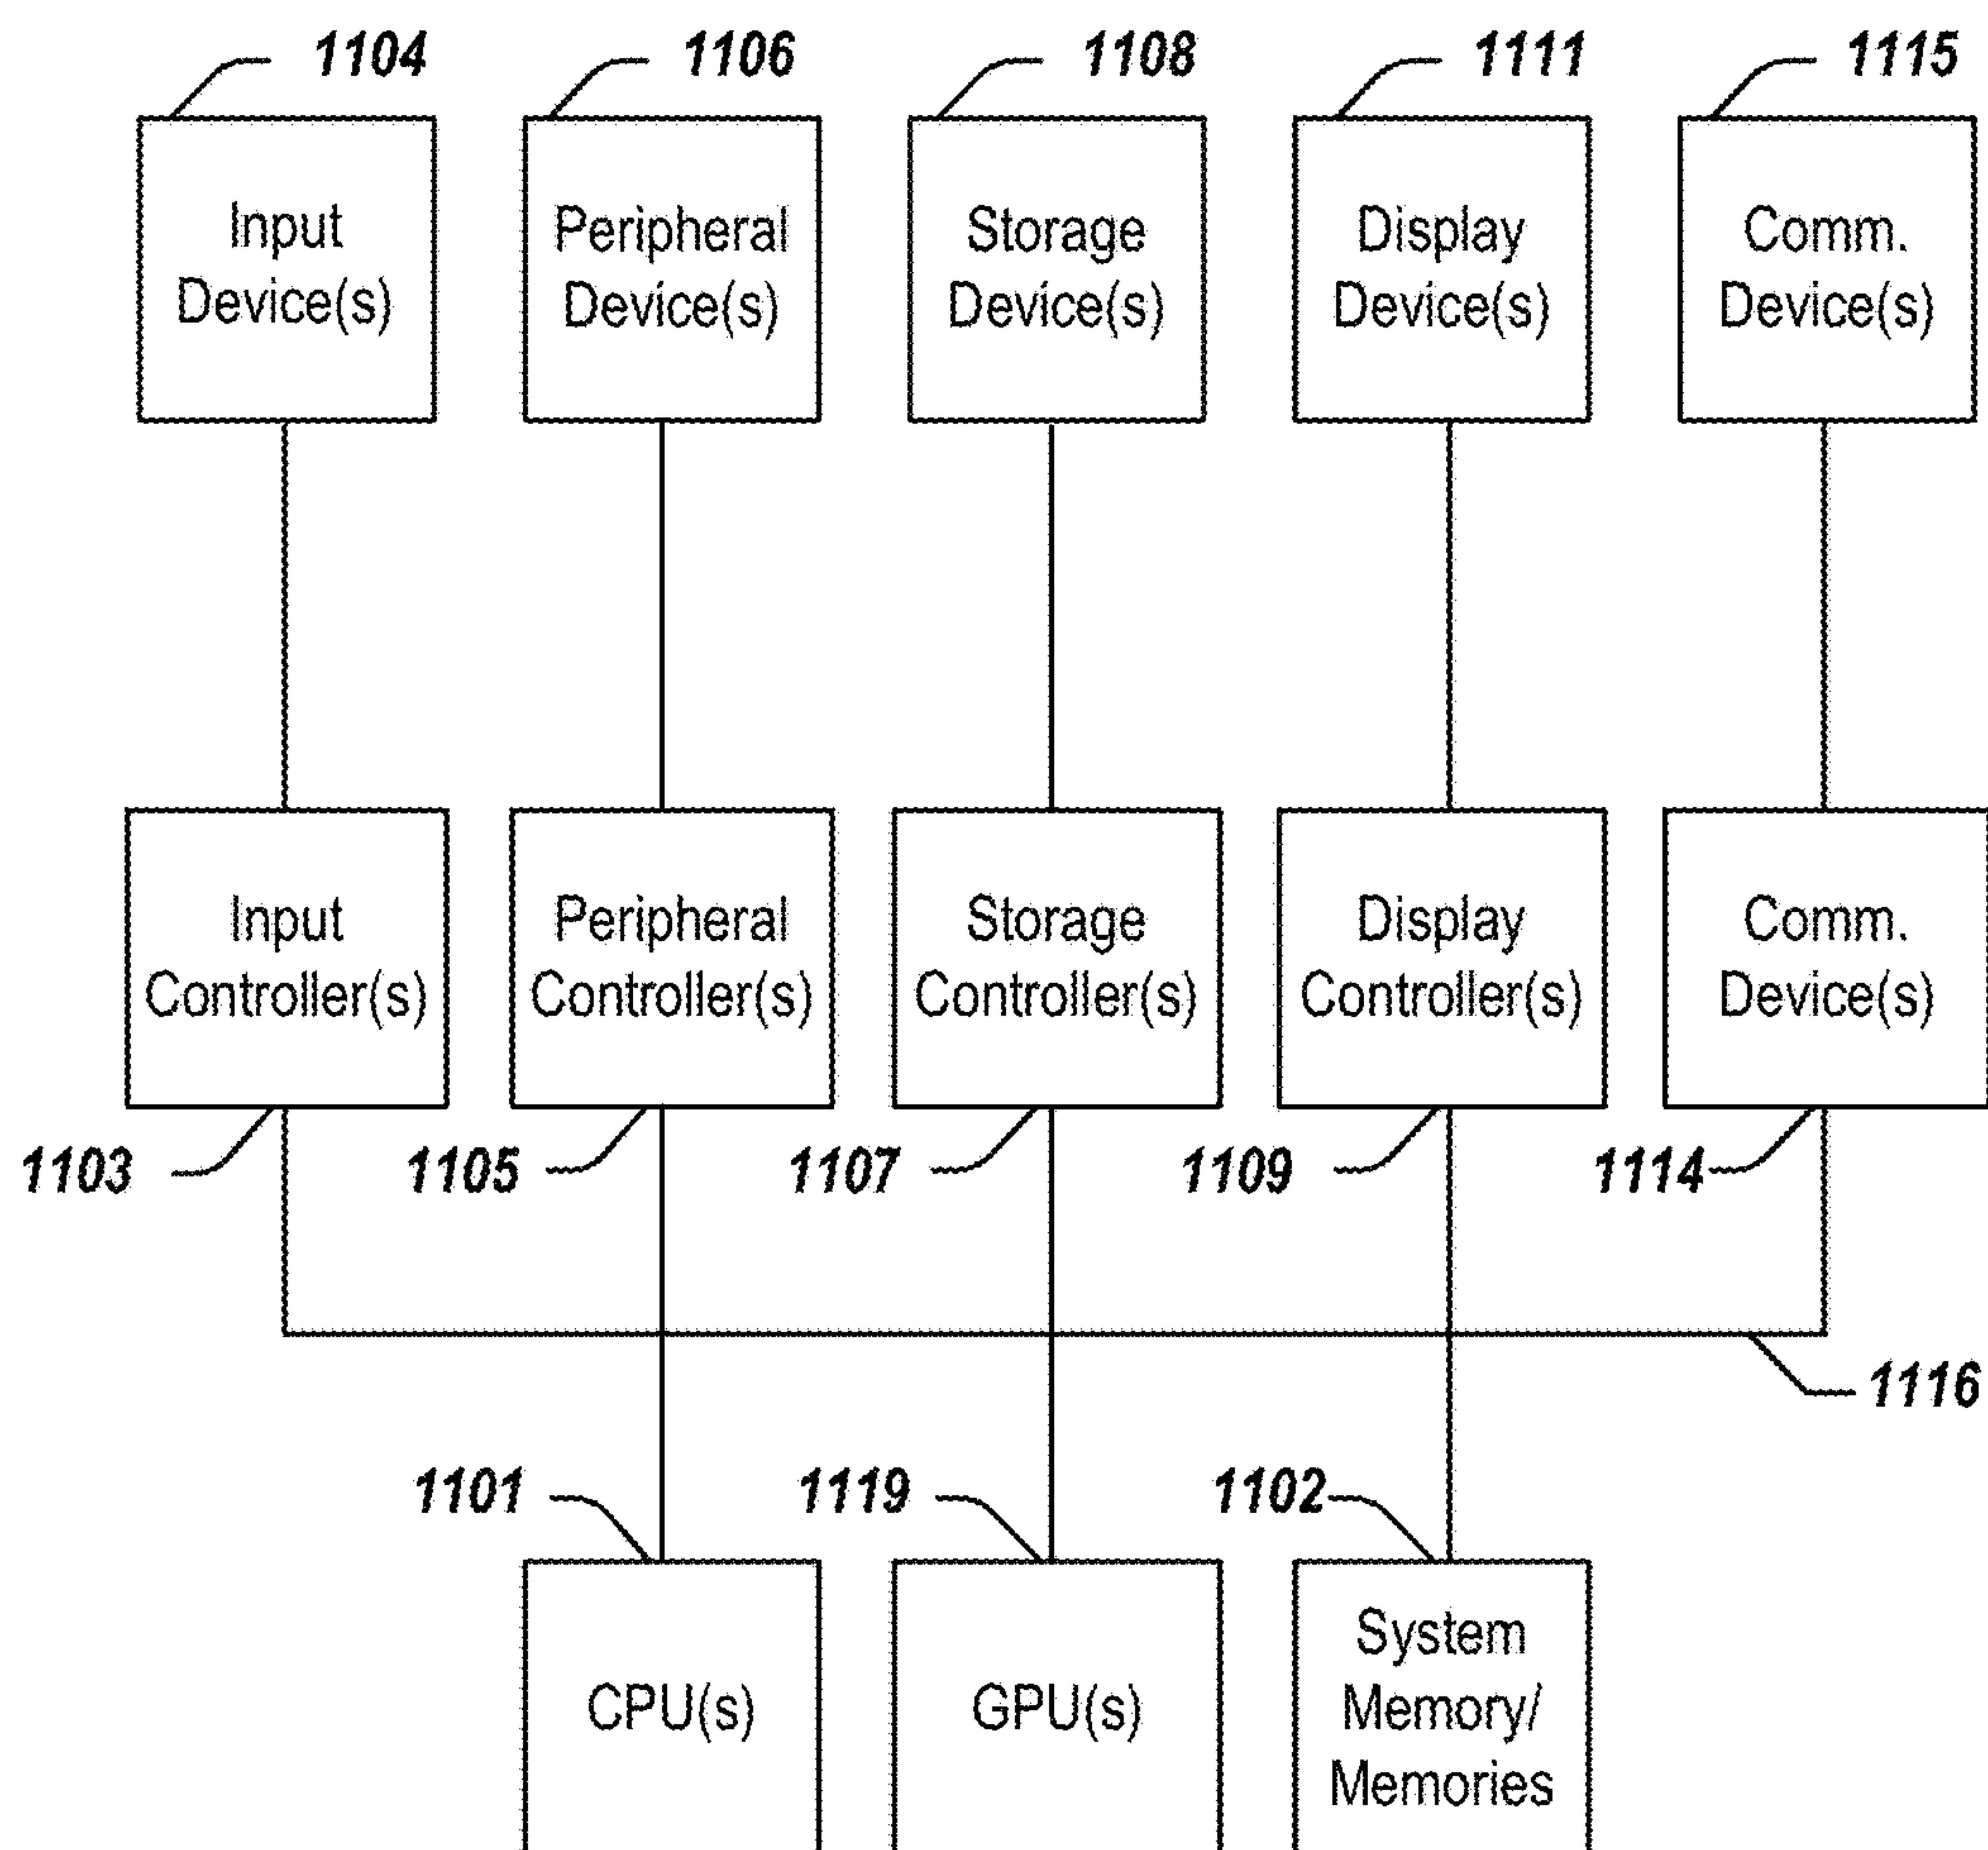 1104 1106 1108 1111 1115
Input Peripheral Storage Display Comm.
Device(s) Device(s) Device(s) Device(s) Device(s)
Input Peripheral Storage Display Comm.
Controller(s) Controller(s) Controller(s) Controller(s) Device(s)
1103 1105 1107 1109 1114
1116
1101 1119 1102
System
CPU(s) GPU(s) Memory/
Memories